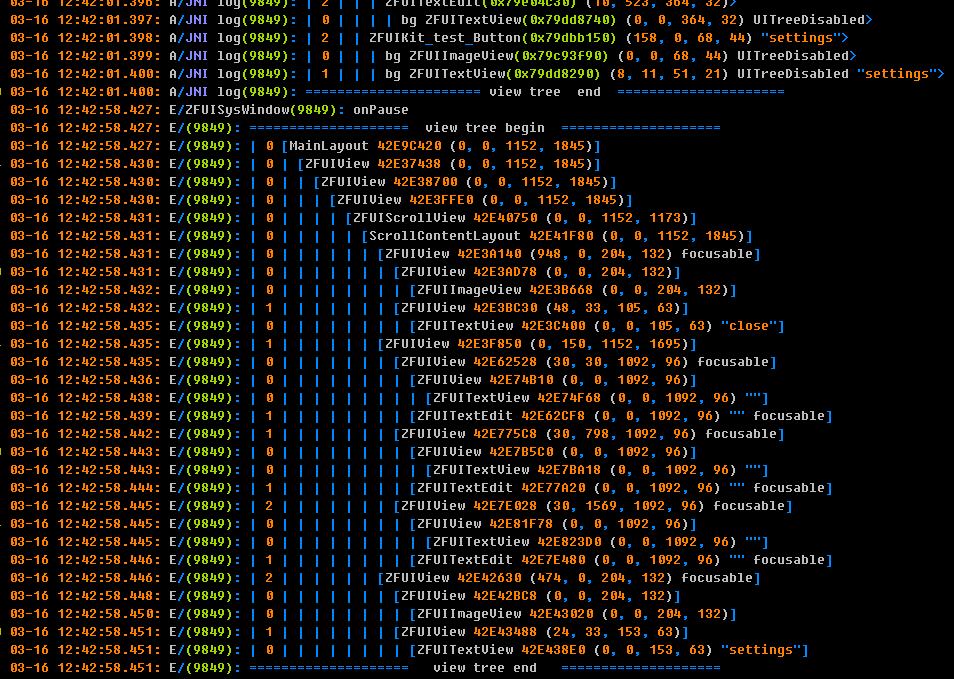 03-16 12:42:01.396: A/JNI log(9849): | 2 | | | ZFUITextEdit(0x79e04c30) (10, 523, 364, 32)>
03-16 12:42:01.397: A/JNI log(9849): | 0 | | | | bg ZFUITextView(0x79dd8740) (0, 0, 364, 32) UITreeDisabled>
03-16 12:42:01.398: A/JNI log(9849): | 2 | | ZFUIKit_test_Button(0x79dbb150) (158, 0, 68, 44) "settings">
03-16 12:42:01.399: A/JNI log(9849): | 0 | | | bg ZFUIImageView(0x79c93f90) (0, 0, 68, 44) UITreeDisabled>
03-16 12:42:01.400: A/JNI log(9849): | 1 | | | bg ZFUITextView(0x79dd8290) (8, 11, 51, 21) UITreeDisabled "settings">
03-16 12:42:01.400: A/JNI log(9849): ====================== view tree  end  =====================
03-16 12:42:58.427: E/ZFUISysWindow(9849): onPause
03-16 12:42:58.427: E/(9849): ====================  view tree begin  ====================
03-16 12:42:58.427: E/(9849): | 0 [MainLayout 42E9C420 (0, 0, 1152, 1845)]
03-16 12:42:58.430: E/(9849): | 0 | [ZFUIView 42E37438 (0, 0, 1152, 1845)]
03-16 12:42:58.430: E/(9849): | 0 | | [ZFUIView 42E38700 (0, 0, 1152, 1845)]
03-16 12:42:58.430: E/(9849): | 0 | | | [ZFUIView 42E3FFE0 (0, 0, 1152, 1845)]
03-16 12:42:58.431: E/(9849): | 0 | | | | [ZFUIScrollView 42E40750 (0, 0, 1152, 1173)]
03-16 12:42:58.431: E/(9849): | 0 | | | | | [ScrollContentLayout 42E41F80 (0, 0, 1152, 1845)]
03-16 12:42:58.431: E/(9849): | 0 | | | | | | [ZFUIView 42E3A140 (948, 0, 204, 132) focusable]
03-16 12:42:58.431: E/(9849): | 0 | | | | | | | [ZFUIView 42E3AD78 (0, 0, 204, 132)]
03-16 12:42:58.432: E/(9849): | 0 | | | | | | | | [ZFUIImageView 42E3B668 (0, 0, 204, 132)]
03-16 12:42:58.432: E/(9849): | 1 | | | | | | | [ZFUIView 42E3BC30 (48, 33, 105, 63)]
03-16 12:42:58.435: E/(9849): | 0 | | | | | | | | [ZFUITextView 42E3C400 (0, 0, 105, 63) "close"]
03-16 12:42:58.435: E/(9849): | 1 | | | | | | [ZFUIView 42E3F850 (0, 150, 1152, 1695)]
03-16 12:42:58.435: E/(9849): | 0 | | | | | | | [ZFUIView 42E62528 (30, 30, 1092, 96) focusable]
03-16 12:42:58.436: E/(9849): | 0 | | | | | | | | [ZFUIView 42E74B10 (0, 0, 1092, 96)]
03-16 12:42:58.438: E/(9849): | 0 | | | | | | | | | [ZFUITextView 42E74F68 (0, 0, 1092, 96) ""]
03-16 12:42:58.439: E/(9849): | 1 | | | | | | | | [ZFUITextEdit 42E62CF8 (0, 0, 1092, 96) "" focusable]
03-16 12:42:58.442: E/(9849): | 1 | | | | | | | [ZFUIView 42E775C8 (30, 798, 1092, 96) focusable]
03-16 12:42:58.443: E/(9849): | 0 | | | | | | | | [ZFUIView 42E7B5C0 (0, 0, 1092, 96)]
03-16 12:42:58.443: E/(9849): | 0 | | | | | | | | | [ZFUITextView 42E7BA18 (0, 0, 1092, 96) ""]
03-16 12:42:58.444: E/(9849): | 1 | | | | | | | | [ZFUITextEdit 42E77A20 (0, 0, 1092, 96) "" focusable]
03-16 12:42:58.445: E/(9849): | 2 | | | | | | | [ZFUIView 42E7E028 (30, 1569, 1092, 96) focusable]
03-16 12:42:58.445: E/(9849): | 0 | | | | | | | | [ZFUIView 42E81F78 (0, 0, 1092, 96)]
03-16 12:42:58.445: E/(9849): | 0 | | | | | | | | | [ZFUITextView 42E823D0 (0, 0, 1092, 96) ""]
03-16 12:42:58.446: E/(9849): | 1 | | | | | | | | [ZFUITextEdit 42E7E480 (0, 0, 1092, 96) "" focusable]
03-16 12:42:58.446: E/(9849): | 2 | | | | | | [ZFUIView 42E42630 (474, 0, 204, 132) focusable]
03-16 12:42:58.448: E/(9849): | 0 | | | | | | | [ZFUIView 42E42BC8 (0, 0, 204, 132)]
03-16 12:42:58.450: E/(9849): | 0 | | | | | | | | [ZFUIImageView 42E43020 (0, 0, 204, 132)]
03-16 12:42:58.451: E/(9849): | 1 | | | | | | | [ZFUIView 42E43488 (24, 33, 153, 63)]
03-16 12:42:58.451: E/(9849): | 0 | | | | | | | | [ZFUITextView 42E438E0 (0, 0, 153, 63) "settings"]
03-16 12:42:58.451: E/(9849): ====================   view tree end   ====================